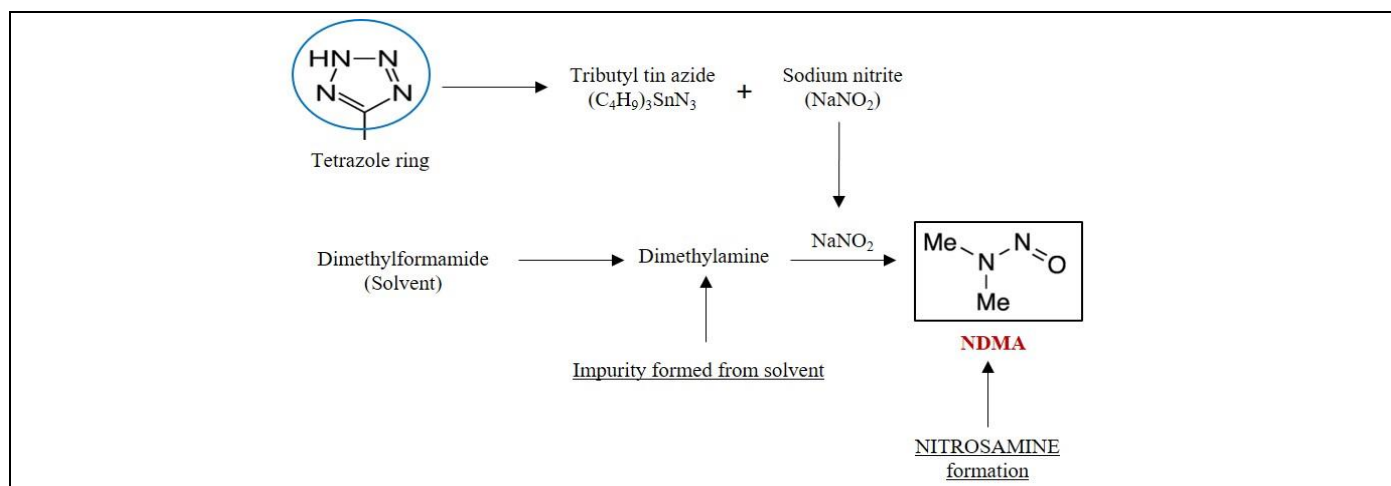 HN N
N N
Tetrazole ring
Tributyl tin azide
(C₄H₉)₃SnN₃
+
Sodium nitrite
(NaNO₂)
Dimethylformamide
(Solvent)
Dimethylamine
NaNO₂
Me N
N O
Me
NDMA
Impurity formed from solvent
NITROSAMINE
formation